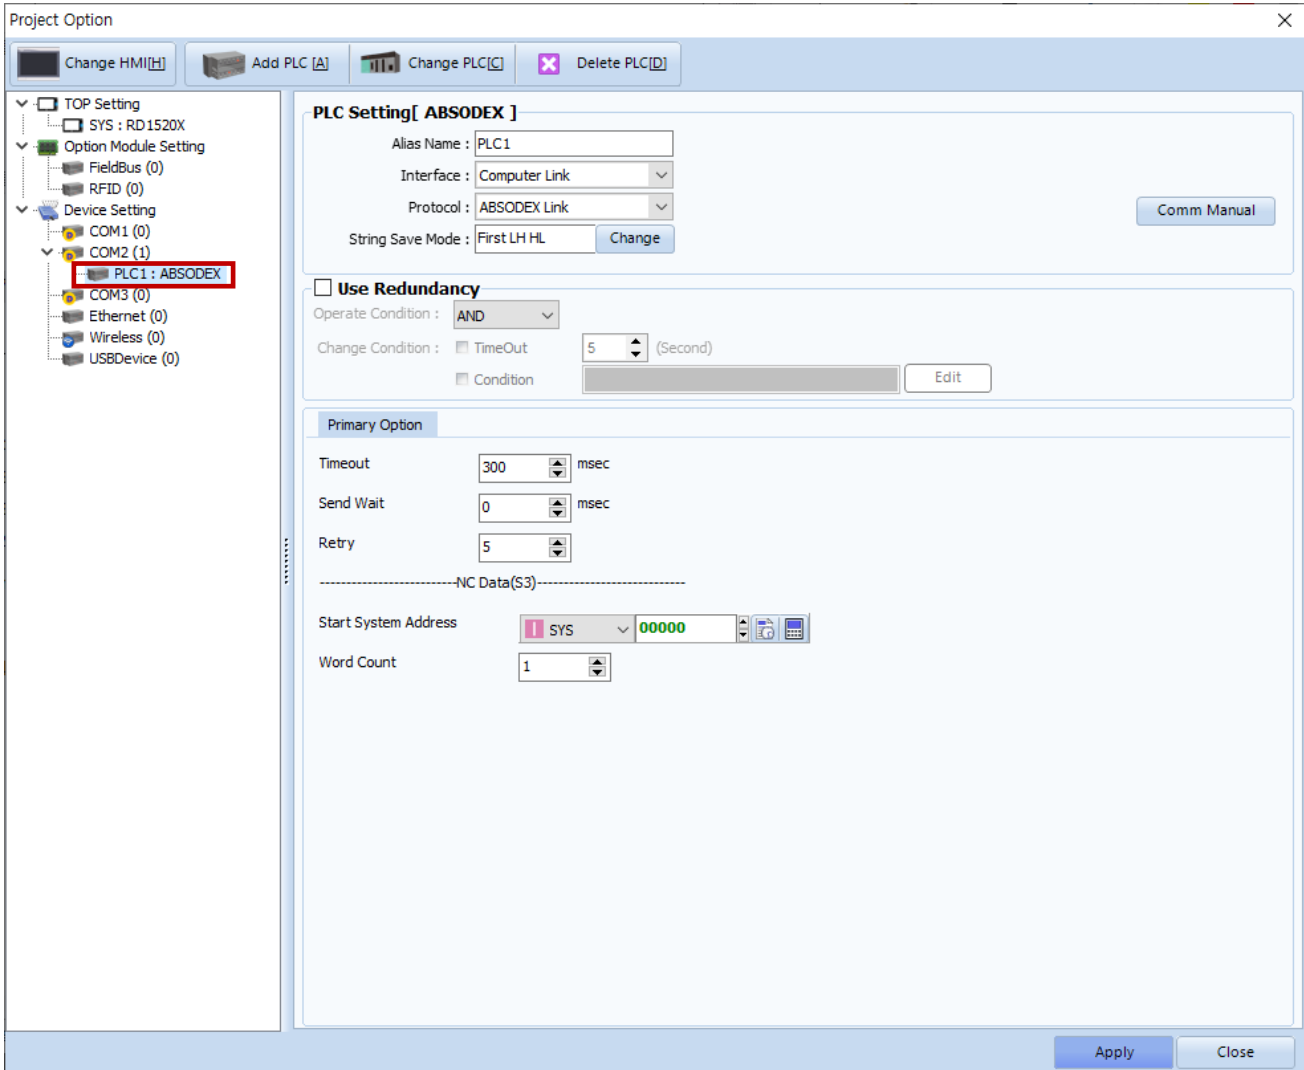 Project Option
Change HMI[H] Add PLC [A] Change PLC[C] Delete PLC[D]
TOP Setting
SYS : RD1520X
Option Module Setting
FieldBus (0)
RFID (0)
Device Setting
COM1 (0)
COM2 (1)
PLC1 : ABSODEX
COM3 (0)
Ethernet (0)
Wireless (0)
USBDevice (0)
PLC Setting[ ABSODEX ]
Alias Name : PLC1
Interface : Computer Link
Protocol : ABSODEX Link
Comm Manual
String Save Mode : First LH HL Change
Use Redundancy
Operate Condition : AND
Change Condition : TimeOut 5 (Second)
Condition Edit
Primary Option
Timeout 300 msec
Send Wait 0 msec
Retry 5
--------------------------NC Data(S3)----------------------------
Start System Address SYS 00000
Word Count 1
Apply Close